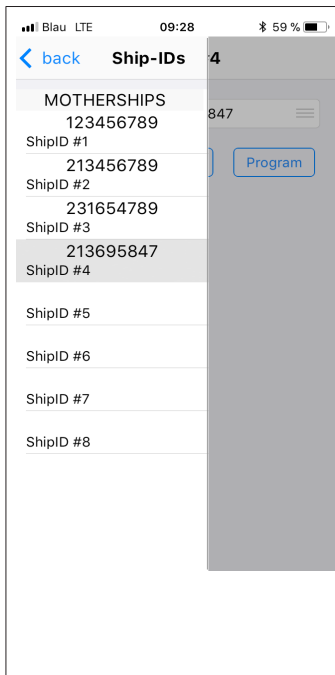 Blau LTE 09:28 59 %
back Ship-IDs 4
MOTHERSHIPS
123456789
847
ShipID #1
213456789
Program
ShipID #2
231654789
ShipID #3
213695847
ShipID #4
ShipID #5
ShipID #6
ShipID #7
ShipID #8